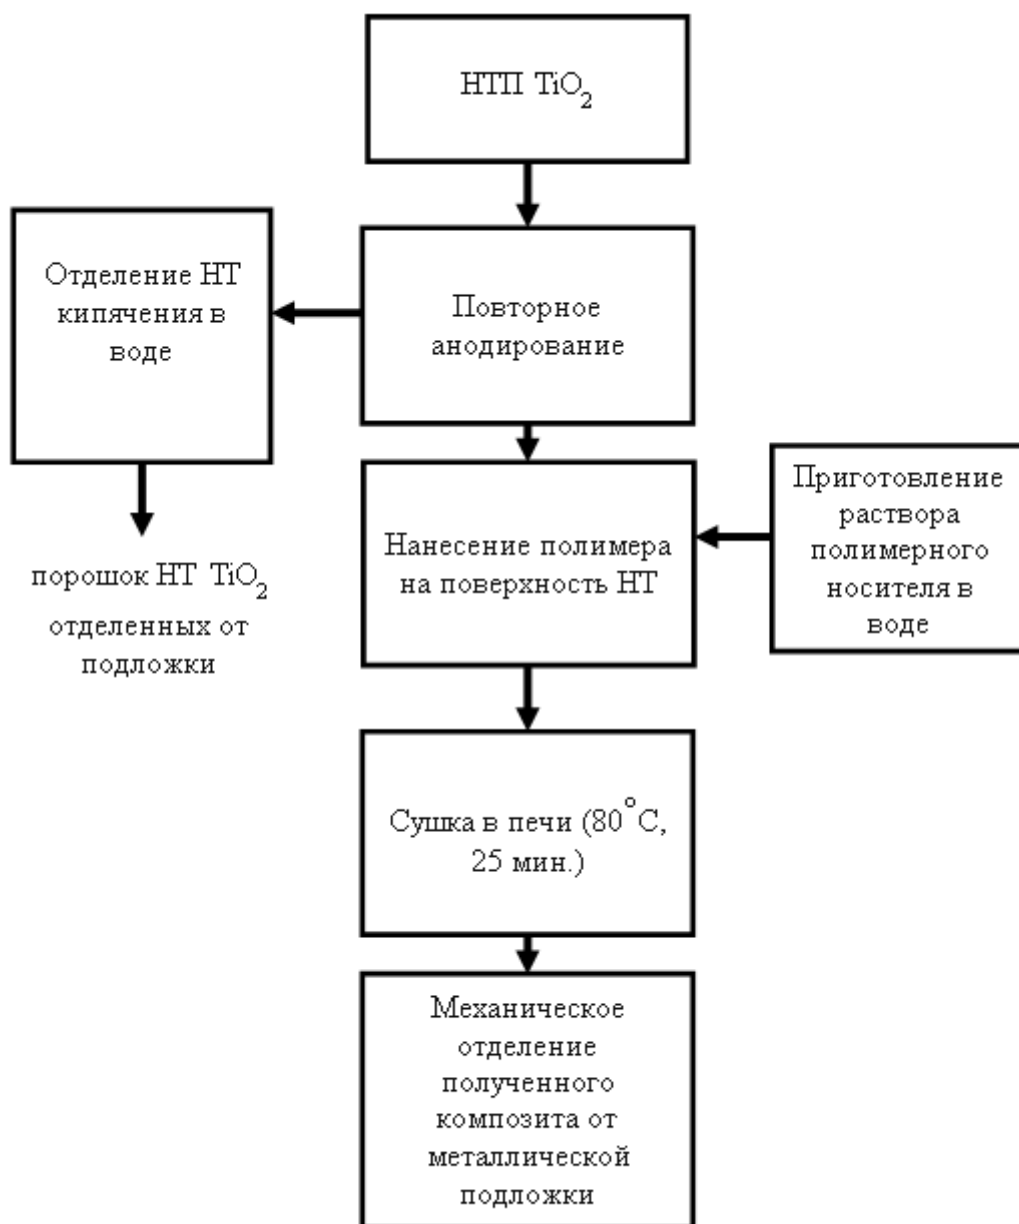 НТП TiO2
Отделение НТ
кипячения в
воде
Повторное
анодирование
порошок НТ TiO2
отделенных от
подложки
Нанесение полимера
на поверхность НТ
Приготовление
раствора
полимерного
носителя в
воде
Сушка в печи (80°С,
25 мин.)
Механическое
отделение
полученного
композита от
металлической
подложки